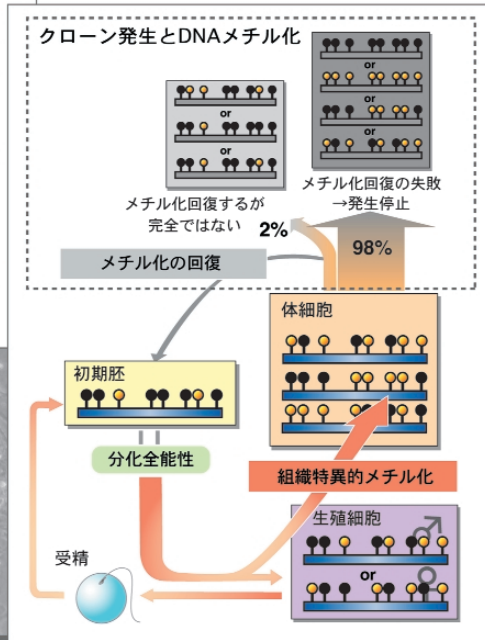 クローン発生とDNAメチル化
or
or
or
or
or
メチル化回復するが
完全ではない
メチル化回復の失敗
→発生停止
2%
98%
メチル化の回復
体細胞
初期胚
分化全能性
組織特異的メチル化
生殖細胞
♂
♀
or
受精